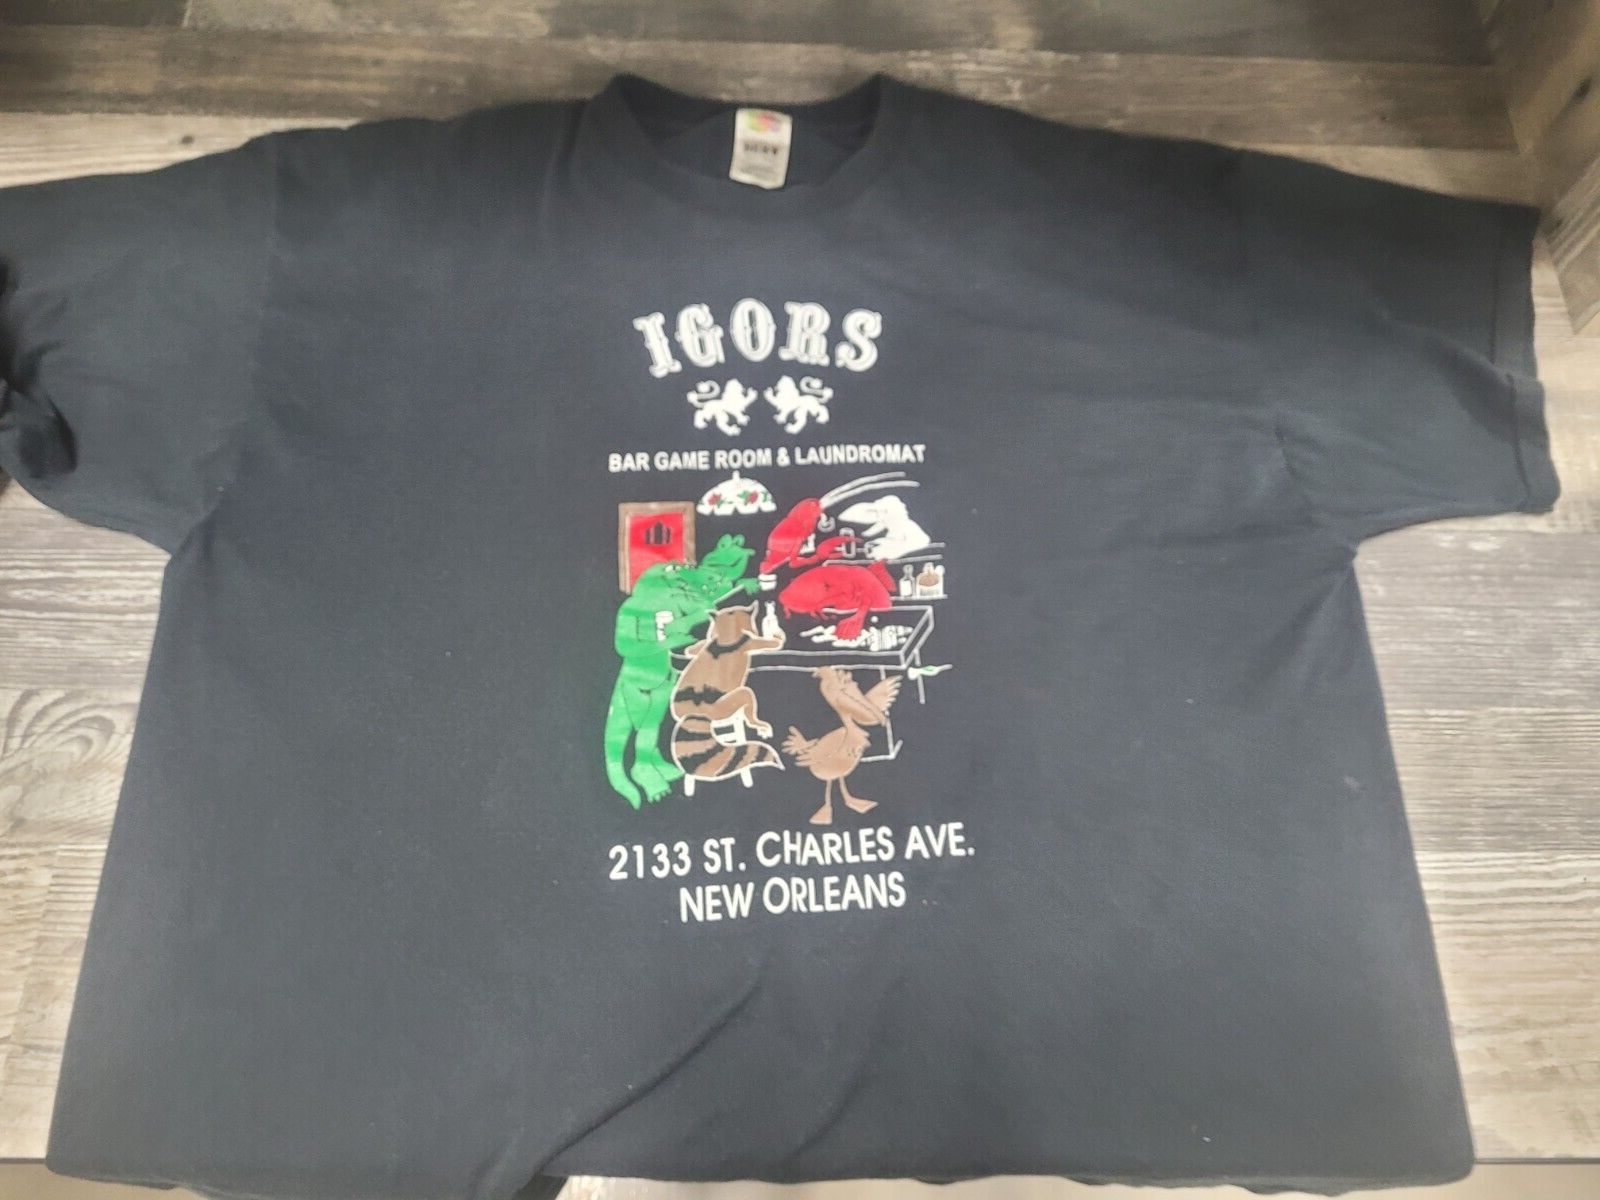 IGORS
BAR GAME ROOM & LAUNDROMAT
2133 ST. CHARLES AVE.
NEW ORLEANS